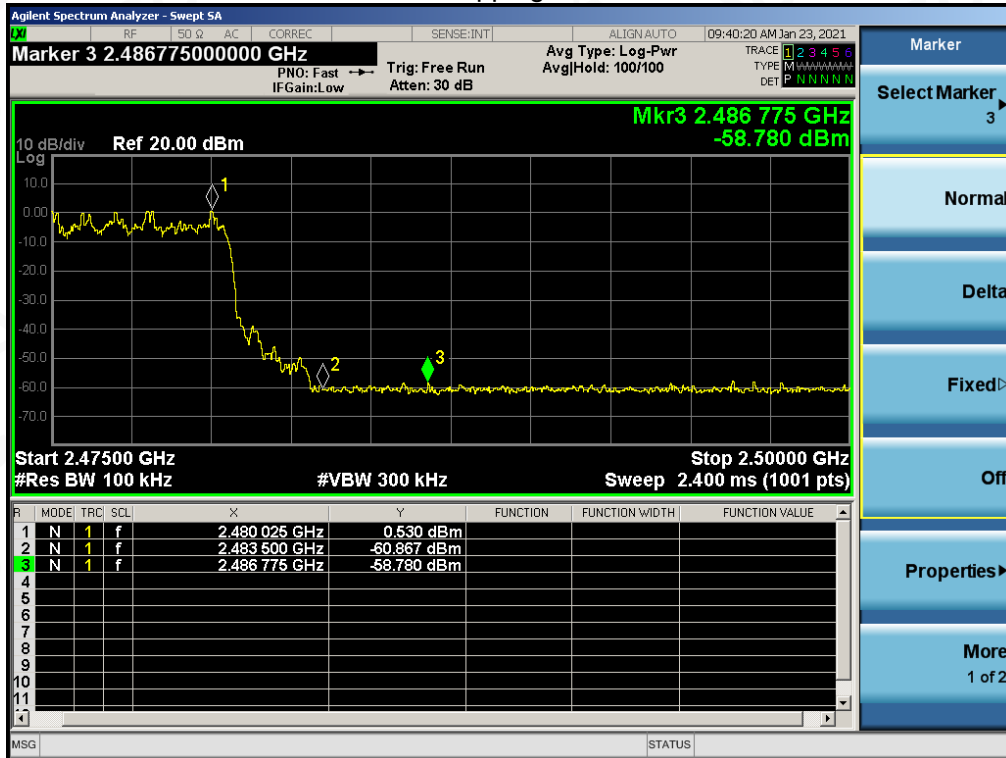 Agilent Spectrum Analyzer - Swept SA
LXI RF 50 Ω AC CORREC SENSE:INT ALIGN AUTO 09:40:20 AM Jan 23, 2021
Marker 3 2.486775000000 GHz
PNO: Fast
IFGain:Low
Trig: Free Run
Atten: 30 dB
Avg Type: Log-Pwr
Avg|Hold: 100/100
TRACE 1 2 3 4 5 6
TYPE M
DET P N N N N N
Mkr3 2.486 775 GHz
-58.780 dBm
10 dB/div Ref 20.00 dBm
Log
10.0
0.00
-10.0
-20.0
-30.0
-40.0
-50.0
-60.0
-70.0
1
2
3
Start 2.47500 GHz Stop 2.50000 GHz
#Res BW 100 kHz #VBW 300 kHz Sweep 2.400 ms (1001 pts)
R MODE TRC SCL X Y FUNCTION FUNCTION WIDTH FUNCTION VALUE
1 N 1 f 2.480 025 GHz 0.530 dBm
2 N 1 f 2.483 500 GHz -60.867 dBm
3 N 1 f 2.486 775 GHz -58.780 dBm
4
5
6
7
8
9
10
11
MSG STATUS
Marker
Select Marker
3
Normal
Delta
Fixed
Off
Properties
More
1 of 2